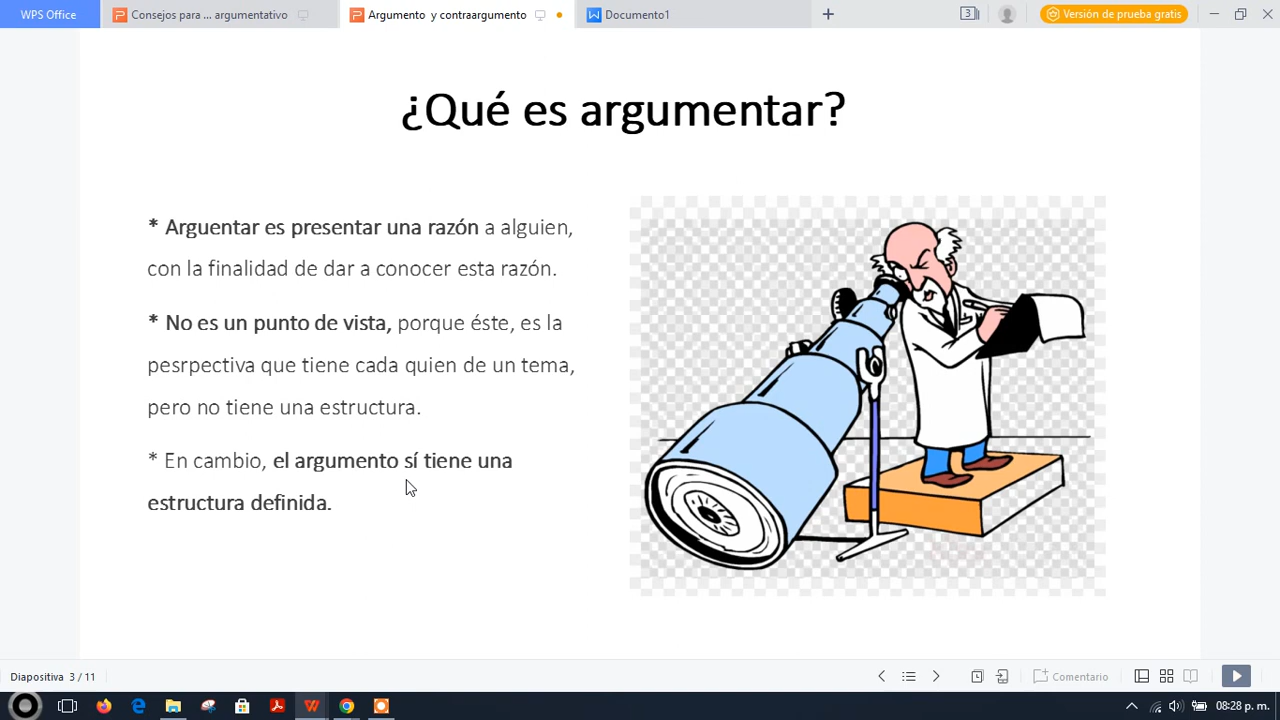 WPS Office
Consejos para ... argumentativo
Argumento y contraargumento
Documento1
3
Versión de prueba gratis
¿Qué es argumentar?
* Arguentar es presentar una razón a alguien,
con la finalidad de dar a conocer esta razón.
* No es un punto de vista, porque éste, es la
pesrpectiva que tiene cada quien de un tema,
pero no tiene una estructura.
* En cambio, el argumento sí tiene una
estructura definida.
Diapositiva 3 / 11
Comentario
08:28 p. m.